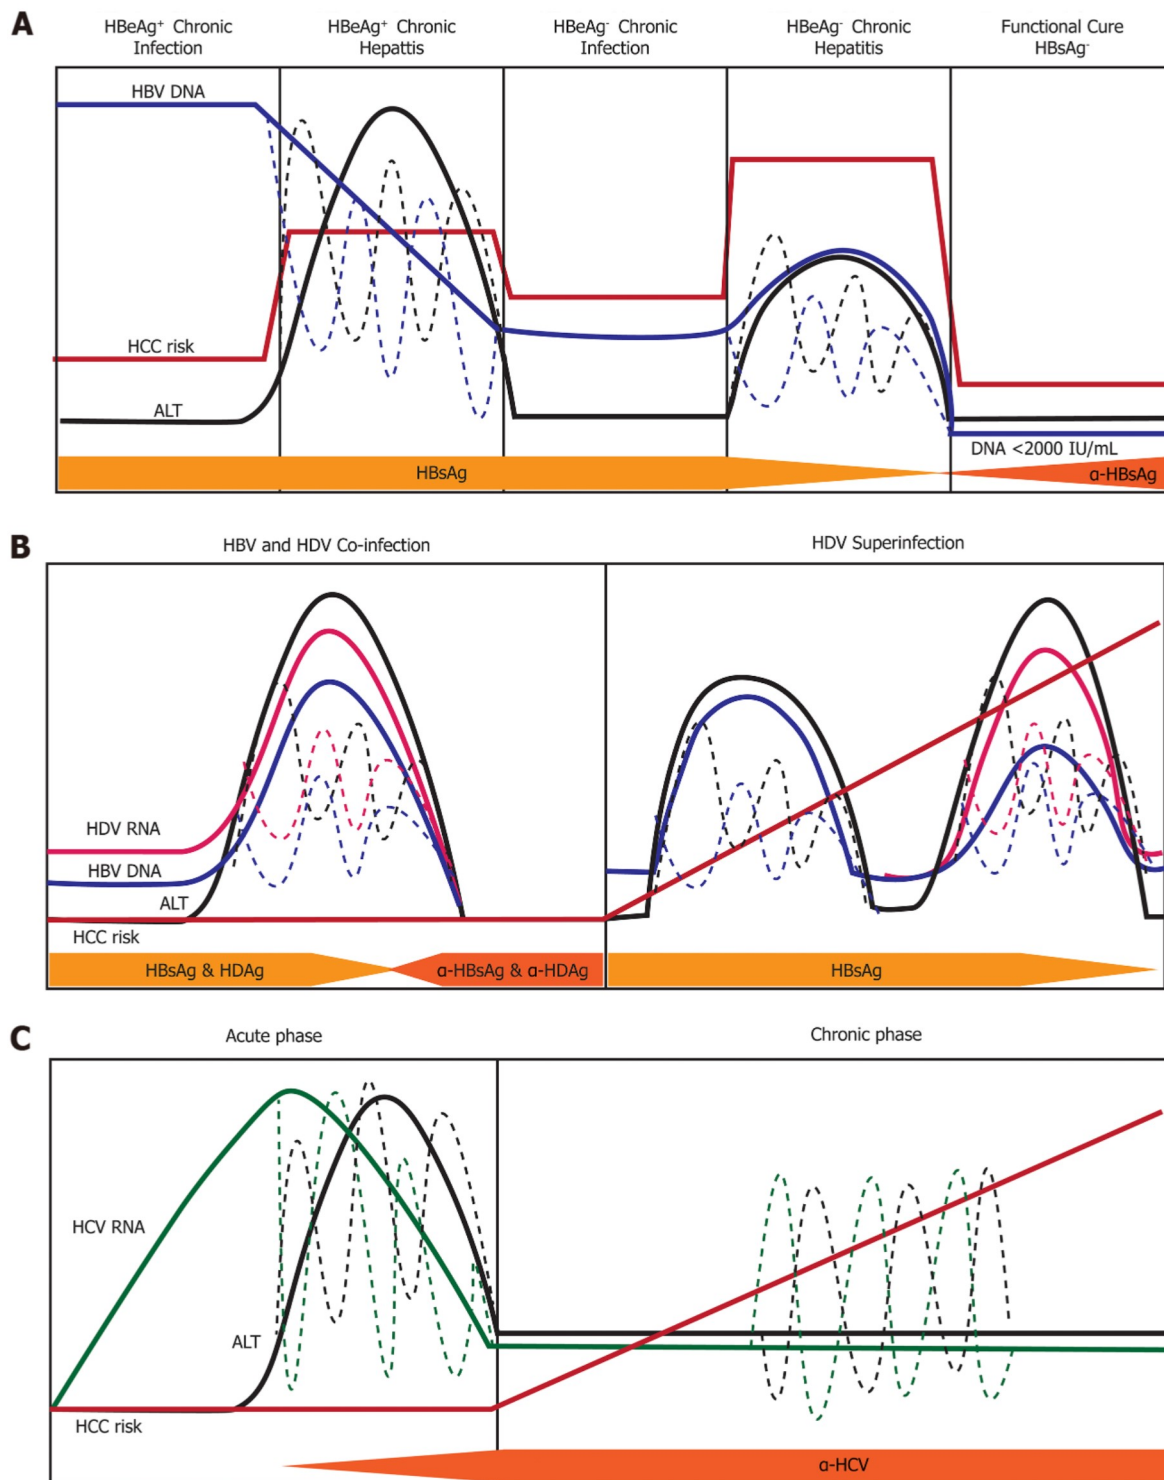 A
HBeAg⁺ Chronic
Infection
HBeAg⁺ Chronic
Hepattis
HBeAg⁻ Chronic
Infection
HBeAg⁻ Chronic
Hepatitis
Functional Cure
HBsAg⁻
HBV DNA
HCC risk
ALT
DNA <2000 IU/mL
HBsAg
α-HBsAg
B
HBV and HDV Co-infection
HDV Superinfection
HDV RNA
HBV DNA
ALT
HCC risk
HBsAg & HDAg
α-HBsAg & α-HDAg
HBsAg
C
Acute phase
Chronic phase
HCV RNA
ALT
HCC risk
α-HCV